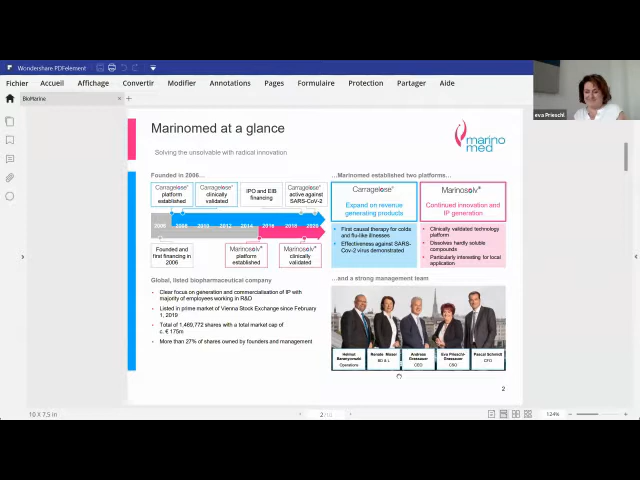 Wondershare PDFelement
Fichier Accueil Affichage Convertir Modifier Annotations Pages Formulaire Protection Partager Aide
BioMarine
eva Prieschl
Marinomed at a glance
marino
med
Solving the unsolvable with radical innovation
Founded in 2006…
Carragelose®
platform
established
Carragelose®
clinically
validated
IPO and EIB
financing
Carragelose®
active against
SARS-CoV-2
2006 2008 2010 2012 2014 2016 2018 2020
Founded and
first financing in
2006
Marinosolv®
platform
established
Marinosolv®
clinically
validated
…Marinomed established two platforms…
Carragelose®
Expand on revenue
generating products
• First causal therapy for colds
and flu-like illnesses
• Effectiveness against SARS-
Cov-2 virus demonstrated
Marinosolv®
Continued innovation and
IP generation
• Clinically validated technology
platform
• Dissolves hardly soluble
compounds
• Particularly interesting for local
application
Global, listed biopharmaceutical company
• Clear focus on generation and commercialisation of IP with
majority of employees working in R&D
• Listed in prime market of Vienna Stock Exchange since February
1, 2019
• Total of 1,469,772 shares with a total market cap of
c. € 175m
• More than 27% of shares owned by founders and management
…and a strong management team
Operations
BD & L
Andreas
Grassauer
CEO
Eva Prieschl-
Grassauer
CSO
Pascal Schmidt
CFO
2
10 X 7,5 in
2
124%